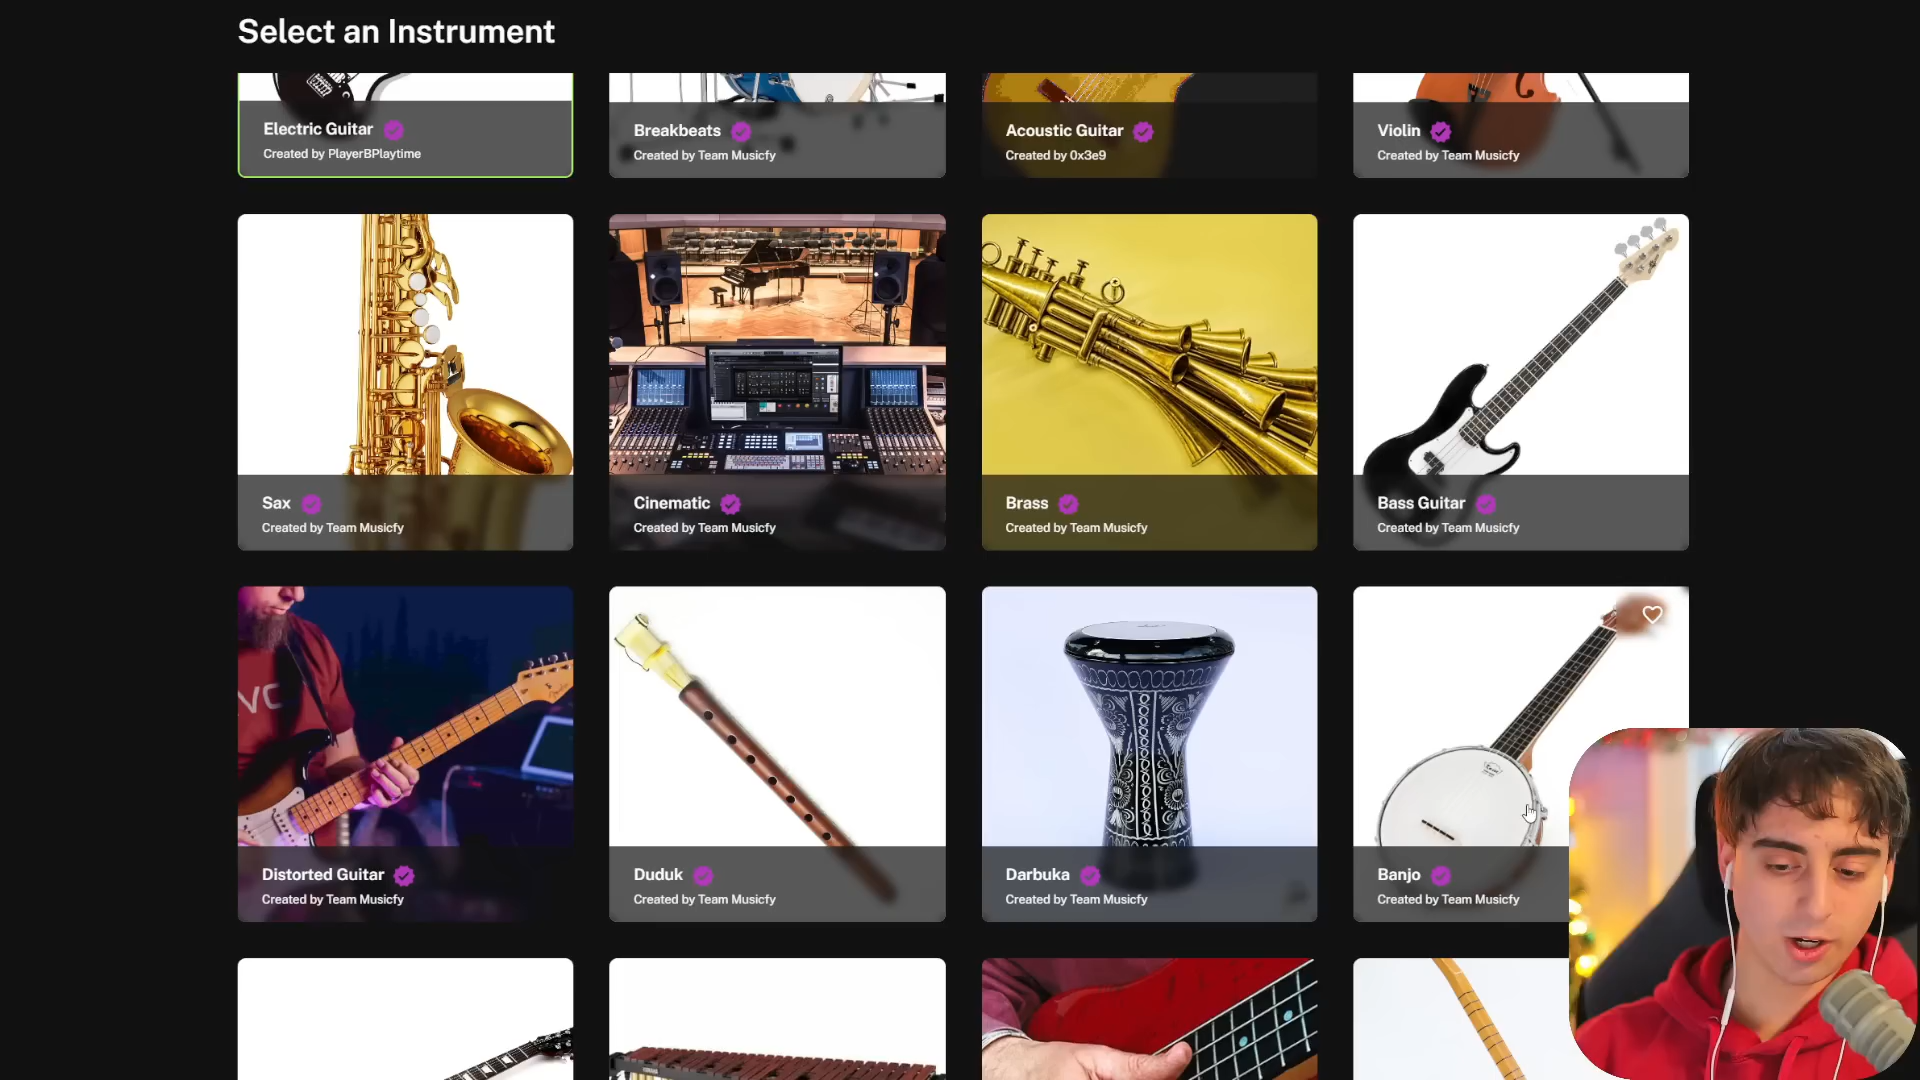 Select an Instrument
Electric Guitar
Created by PlayerBPlaytime
Breakbeats
Created by Team Musicfy
Acoustic Guitar
Created by 0x3e9
Violin
Created by Team Musicfy
Sax
Created by Team Musicfy
Cinematic
Created by Team Musicfy
Brass
Created by Team Musicfy
Bass Guitar
Created by Team Musicfy
Distorted Guitar
Created by Team Musicfy
Duduk
Created by Team Musicfy
Darbuka
Created by Team Musicfy
Banjo
Created by Team Musicfy
YAMAHA